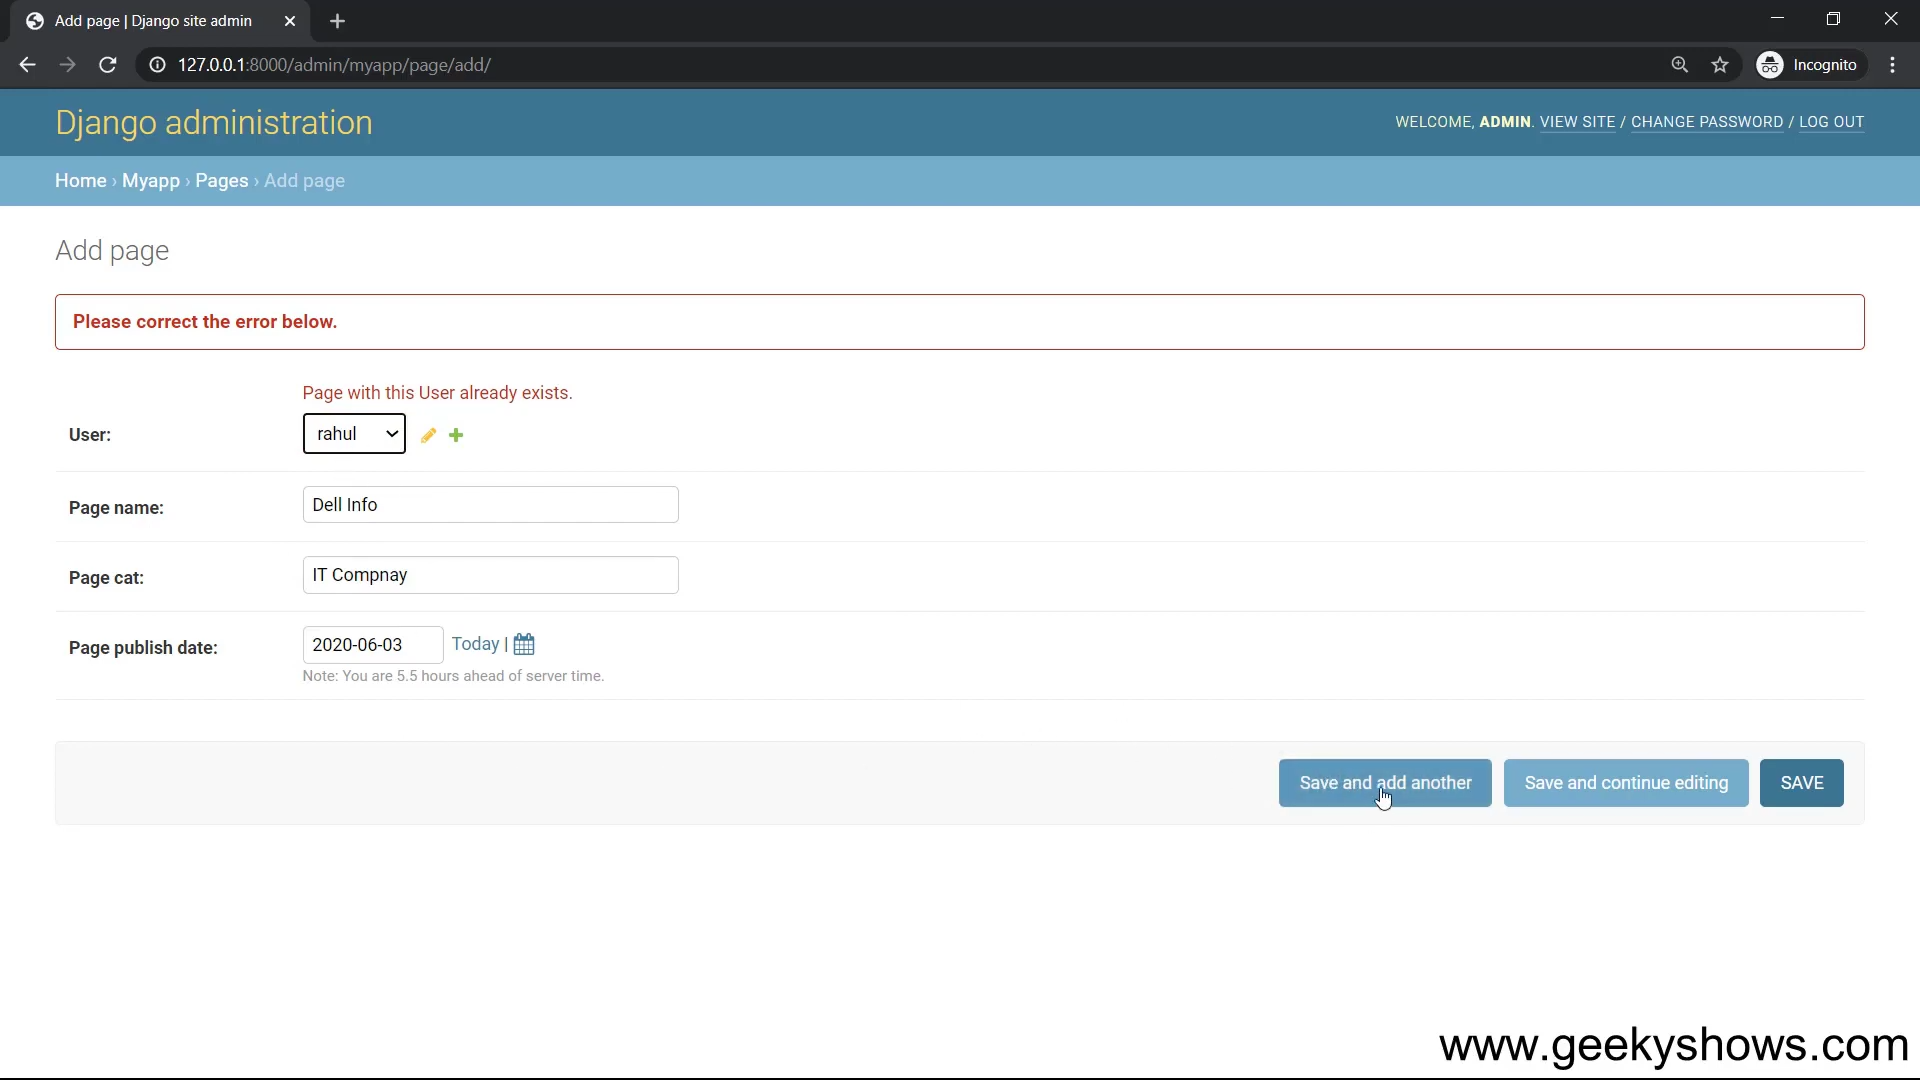 Add page | Django site admin
127.0.0.1:8000/admin/myapp/page/add/
Incognito
Django administration
WELCOME, ADMIN. VIEW SITE / CHANGE PASSWORD / LOG OUT
Home › Myapp › Pages › Add page
Add page
Please correct the error below.
Page with this User already exists.
User: rahul
Page name: Dell Info
Page cat: IT Compnay
Page publish date: 2020-06-03 Today |
Note: You are 5.5 hours ahead of server time.
Save and add another Save and continue editing SAVE
www.geekyshows.com